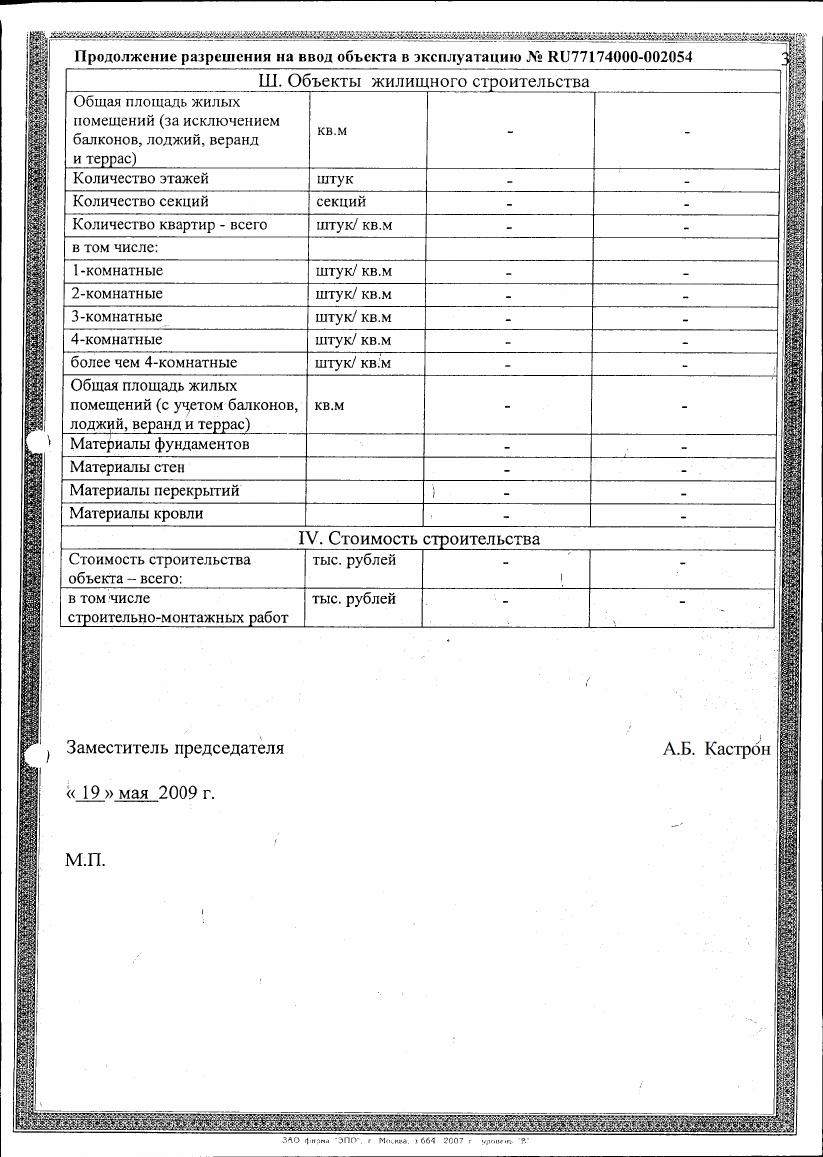 Продолжение разрешения на ввод объекта в эксплуатацию № RU77174000-002054
3
Ш. Объекты жилищного строительства
Общая площадь жилых
помещений (за исключением
балконов, лоджий, веранд
и террас)
кв.м - -
Количество этажей штук - -
Количество секций секций - -
Количество квартир - всего штук/ кв.м - -
в том числе:
1-комнатные штук/ кв.м - -
2-комнатные штук/ кв.м - -
3-комнатные штук/ кв.м - -
4-комнатные штук/ кв.м - -
более чем 4-комнатные штук/ кв.м - -
Общая площадь жилых
помещений (с учетом балконов,
лоджий, веранд и террас)
кв.м - -
Материалы фундаментов - -
Материалы стен - -
Материалы перекрытий - -
Материалы кровли - -
IV. Стоимость строительства
Стоимость строительства
объекта – всего:
тыс. рублей - -
в том числе
строительно-монтажных работ
тыс. рублей - -
Заместитель председателя А.Б. Кастрон
« 19 » мая 2009 г.
М.П.
ЗАО фирма "ЭПО", г. Москва, з.664 2007 г. уровень "В"